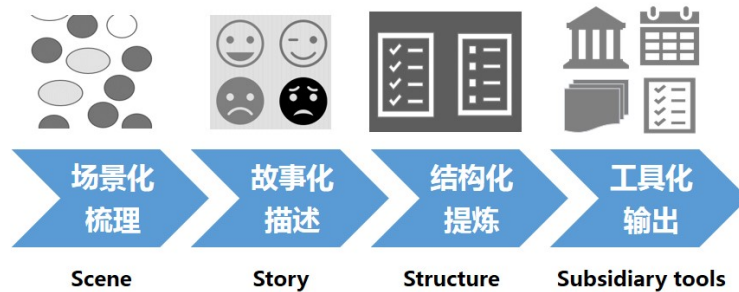 场景化
梳理
故事化
描述
结构化
提炼
工具化
输出
Scene
Story
Structure
Subsidiary tools